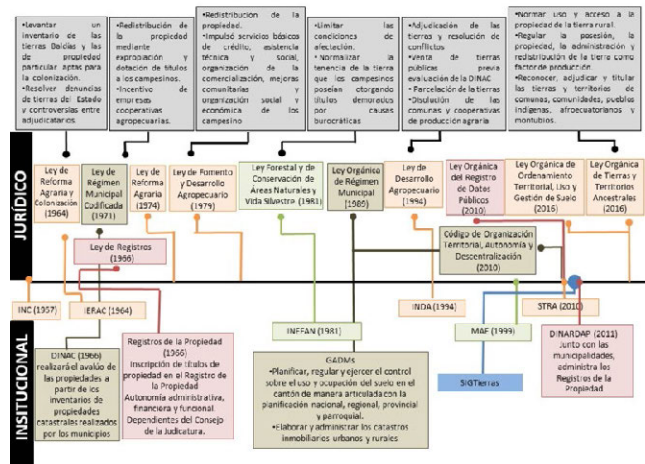 •Levantar un
inventario de las
tierras Baldías y las
de propiedad
particular aptas para
la colonización.
•Resolver denuncias
de tierras del Estado
y controversias entre
adjudicatarios.
•Redistribución de
la propiedad
mediante
expropiación y
dotación de títulos
a los campesinos.
•Incentivo de
empresas
cooperativas
agropecuarias.
•Redistribución de la
propiedad.
•Impulsó servicios básicos
de crédito, asistencia
técnica y social,
organización de la
comercialización, mejoras
comunitarias y
organización social y
económica de los
campesino
•Limitar las
condiciones de
afectación.
•Normalizar la
tenencia de la tierra
que los campesinos
poseían otorgando
títulos demorados
por causas
burocráticas
•Adjudicación de las
tierras y resolución de
conflictos
•Venta de tierras
públicas previa
evaluación de la DINAC
•Parcelación de la tierras
•Disolución de las
comunas y cooperativas
de producción agraria
•Normar uso y acceso a la
propiedad de la tierra rural.
•Regular la posesión, la
propiedad, la administración y
redistribución de la tierra como
factor de producción.
•Reconocer, adjudicar y titular
las tierras y territorios de
comunas, comunidades, pueblos
indígenas, afroecuatorianos y
montubios.
JURÍDICO
Ley de
Reforma
Agraria y
Colonización
(1964)
Ley de
Régimen
Municipal
Codificada
(1971)
Ley de
Reforma
Agraria
(1974)
Ley de Fomento y
Desarrollo
Agropecuario
(1979)
Ley Forestal y de
Conservación de
Áreas Naturales y
Vida Silvestre (1981)
Ley Orgánica
de Régimen
Municipal
(1989)
Ley de
Desarrollo
Agropecuario
(1994)
Ley Orgánica
del Registro
de Datos
Públicos
(2010)
Ley Orgánica de
Ordenamiento
Territorial, Uso y
Gestión de Suelo
(2016)
Ley Orgánica de
Tierras y
Territorios
Ancestrales
(2016)
Ley de Registros
(1966)
Código de Organización
Territorial, autonomía y
Descentralización
(2010)
INSITUCIONAL
INC (1957)
IERAC (1964)
INEFAN (1981)
INDA (1994)
MAE (1999)
STRA (2010)
DINAC (1966)
realizará el avalúo de
las propiedades a
partir de los
inventarios de
propiedades
catastrales realizados
por los municipios
Registros de la Propiedad
(1966)
Inscripción de títulos de
propiedad en el Registro de
la Propiedad
Autonomía administrativa,
financiera y funcional.
Dependientes del Consejo
de la Judicatura.
GADMs
•Planificar, regular y ejercer el control
sobre el uso y ocupación del suelo en el
cantón de manera articulada con la
planificación nacional, regional, provincial
y parroquial.
•Elaborar y administrar los catastros
inmobiliarios urbanos y rurales
SIGTierras
DINARDAP (2011)
Junto con las
municipalidades,
administra los
Registros de la
Propiedad